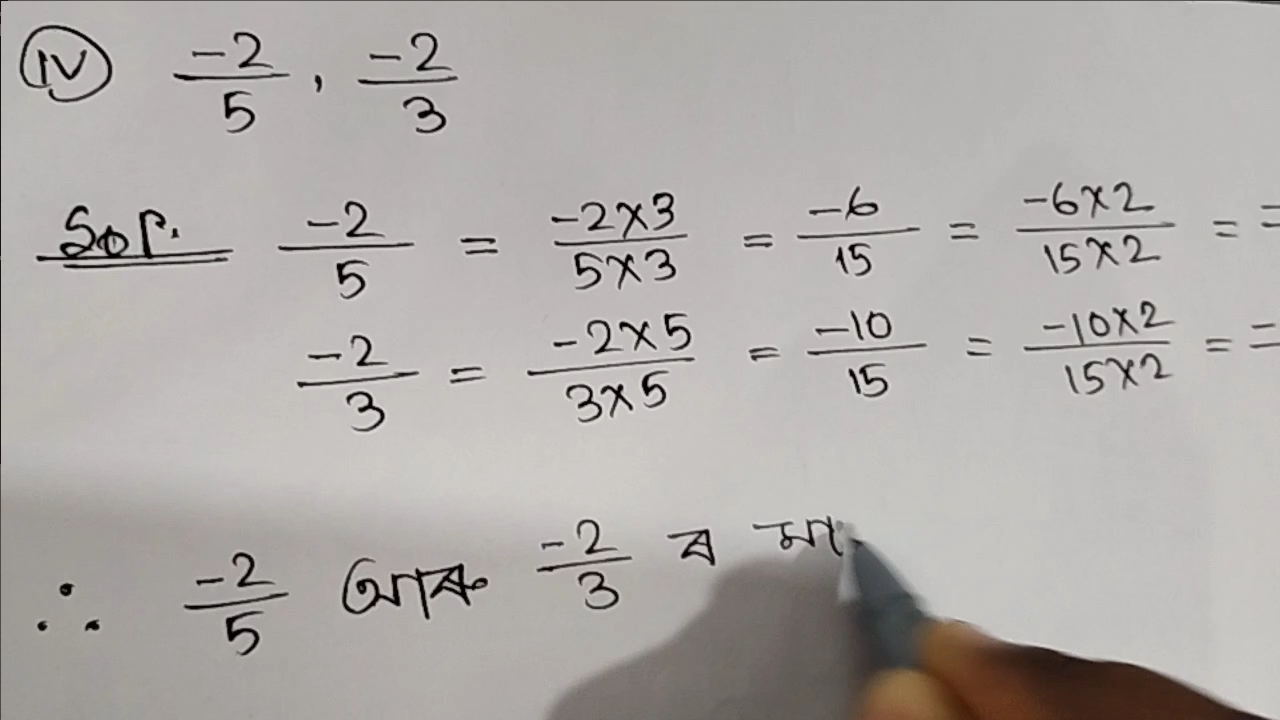 (IV) -2/5 , -2/3
Sol. -2/5 = -2×3/5×3 = -6/15 = -6×2/15×2 = =
-2/3 = -2×5/3×5 = -10/15 = -10×2/15×2 = =
∴ -2/5 আৰু -2/3 ৰ মা